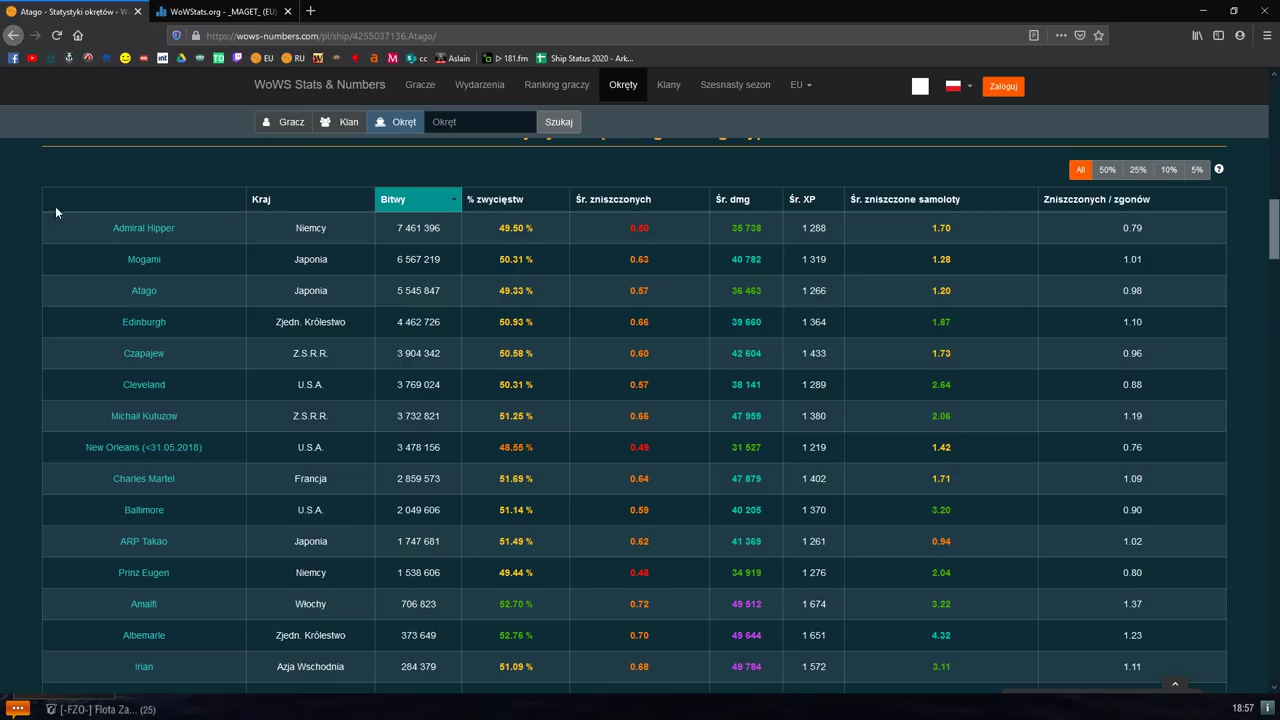 Atago - Statystyki okrętów - W
WoWStats.org - _MAGET_ (EU)
https://wows-numbers.com/pl/ship/4255037136,Atago/
EU RU Aslain cc 181.fm Ship Status 2020 - Ark...
WoWS Stats & Numbers Gracze Wydarzenia Ranking graczy Okręty Klany Szesnasty sezon EU Zaloguj
Gracz Klan Okręt Okręt Szukaj
All 50% 25% 10% 5%
Kraj Bitwy % zwycięstw Śr. zniszczonych Śr. dmg Śr. XP Śr. zniszczone samoloty Zniszczonych / zgonów
Admiral Hipper Niemcy 7 461 396 49.50 % 0.50 35 738 1 288 1.70 0.79
Mogami Japonia 6 567 219 50.31 % 0.63 40 782 1 319 1.28 1.01
Atago Japonia 5 545 847 49.33 % 0.57 36 463 1 266 1.20 0.98
Edinburgh Zjedn. Królestwo 4 462 726 50.93 % 0.66 39 660 1 364 1.87 1.10
Czapajew Z.S.R.R. 3 904 342 50.58 % 0.60 42 604 1 433 1.73 0.96
Cleveland U.S.A. 3 769 024 50.31 % 0.57 38 141 1 289 2.64 0.88
Michaił Kutuzow Z.S.R.R. 3 732 821 51.25 % 0.66 47 959 1 380 2.06 1.19
New Orleans (<31.05.2018) U.S.A. 3 478 156 48.55 % 0.49 31 527 1 219 1.42 0.76
Charles Martel Francja 2 859 573 51.69 % 0.64 47 879 1 402 1.71 1.09
Baltimore U.S.A. 2 049 606 51.14 % 0.59 40 205 1 370 3.20 0.90
ARP Takao Japonia 1 747 681 51.49 % 0.62 41 369 1 261 0.94 1.02
Prinz Eugen Niemcy 1 538 606 49.44 % 0.48 34 919 1 276 2.04 0.80
Amalfi Włochy 706 823 52.70 % 0.72 49 512 1 674 3.22 1.37
Albemarle Zjedn. Królestwo 373 649 52.76 % 0.70 49 644 1 651 4.32 1.23
Irian Azja Wschodnia 284 379 51.09 % 0.68 49 784 1 572 3.11 1.11
[-FZO-] Flota Za... (25) 18:57